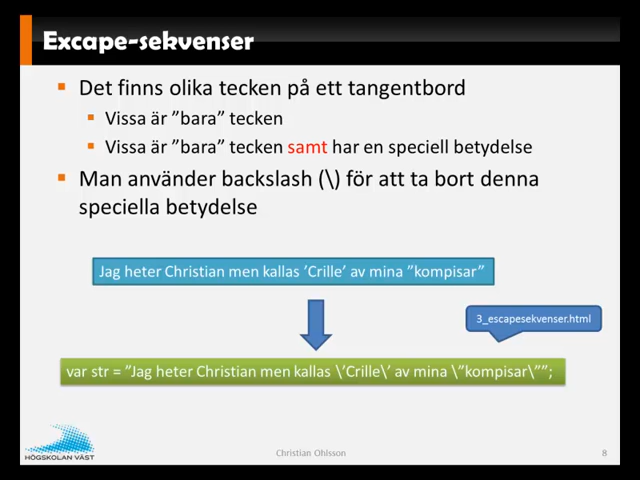 Excape-sekvenser
Det finns olika tecken på ett tangentbord
Vissa är ”bara” tecken
Vissa är ”bara” tecken samt har en speciell betydelse
Man använder backslash (\) för att ta bort denna
speciella betydelse
Jag heter Christian men kallas ’Crille’ av mina ”kompisar”
3_escapesekvenser.html
var str = ”Jag heter Christian men kallas \’Crille\’ av mina \”kompisar\””;
HÖGSKOLAN VÄST
Christian Ohlsson
8